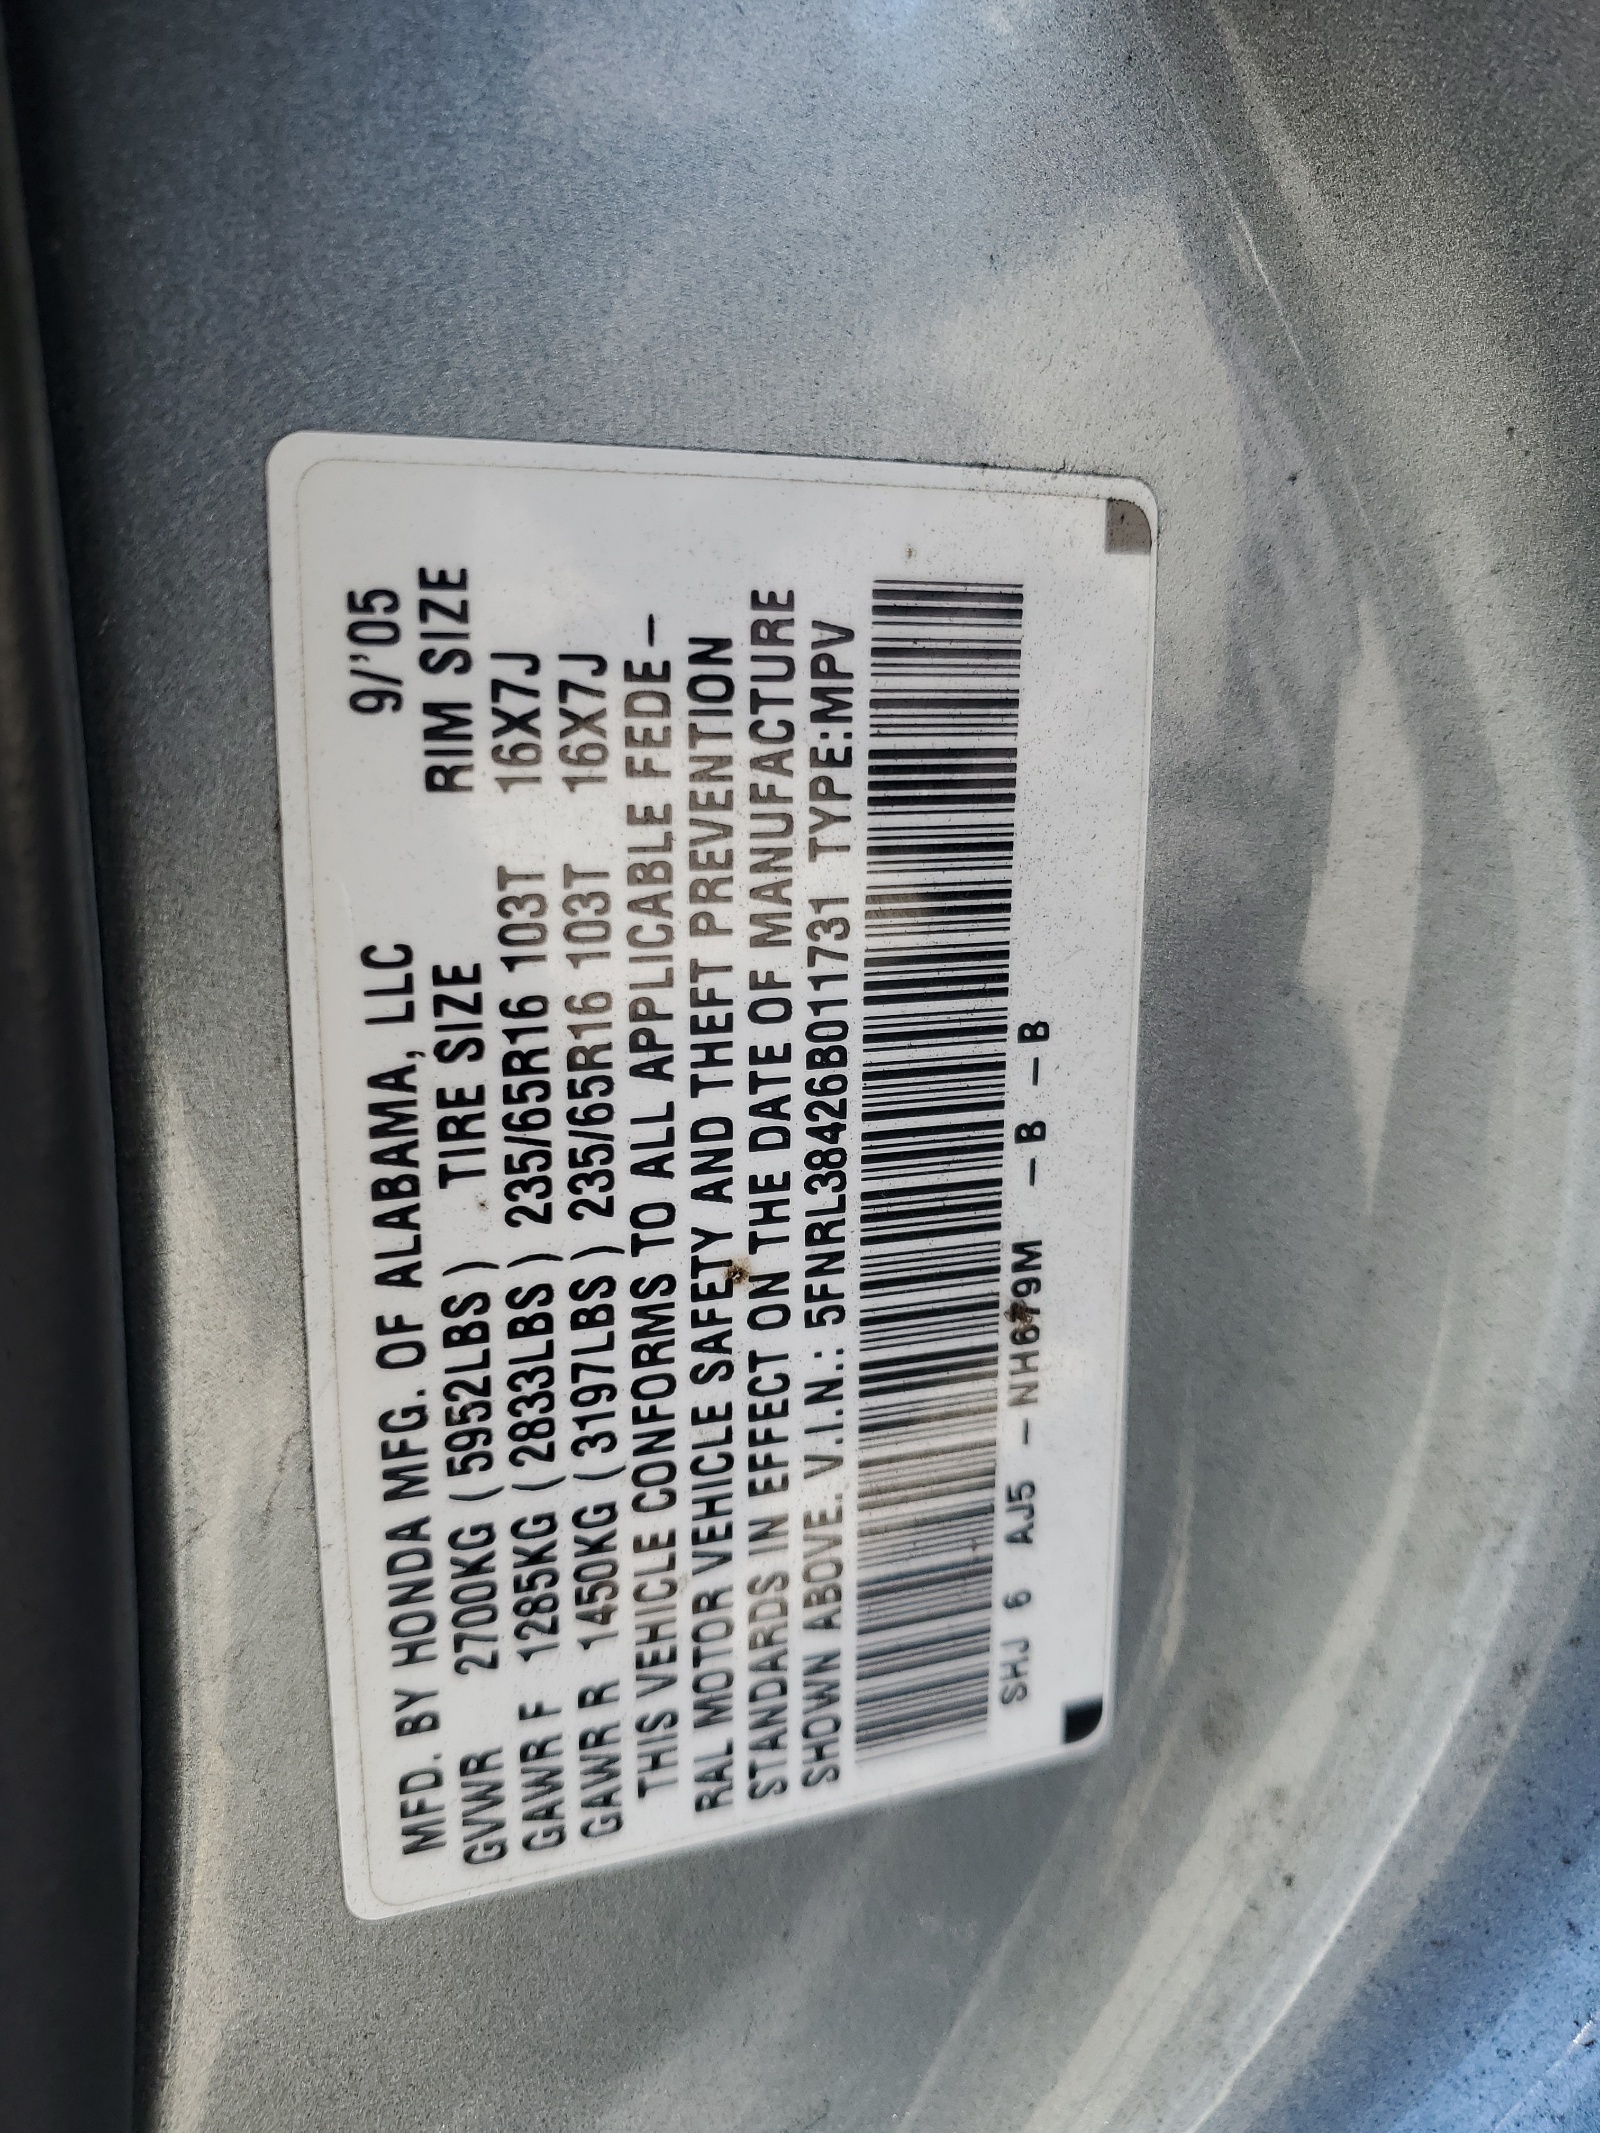 MFD. BY HONDA MFG. OF ALABAMA, LLC 9/'05
GVWR 2700KG ( 5952LBS ) TIRE SIZE RIM SIZE
GAWR F 1285KG ( 2833LBS ) 235/65R16 103T 16X7J
GAWR R 1450KG ( 3197LBS ) 235/65R16 103T 16X7J
THIS VEHICLE CONFORMS TO ALL APPLICABLE FEDE-
RAL MOTOR VEHICLE SAFETY AND THEFT PREVENTION
STANDARDS IN EFFECT ON THE DATE OF MANUFACTURE
SHOWN ABOVE. V.I.N.: 5FNRL38426B011731 TYPE:MPV
SHJ 6 AJ5 -NH679M -B -B